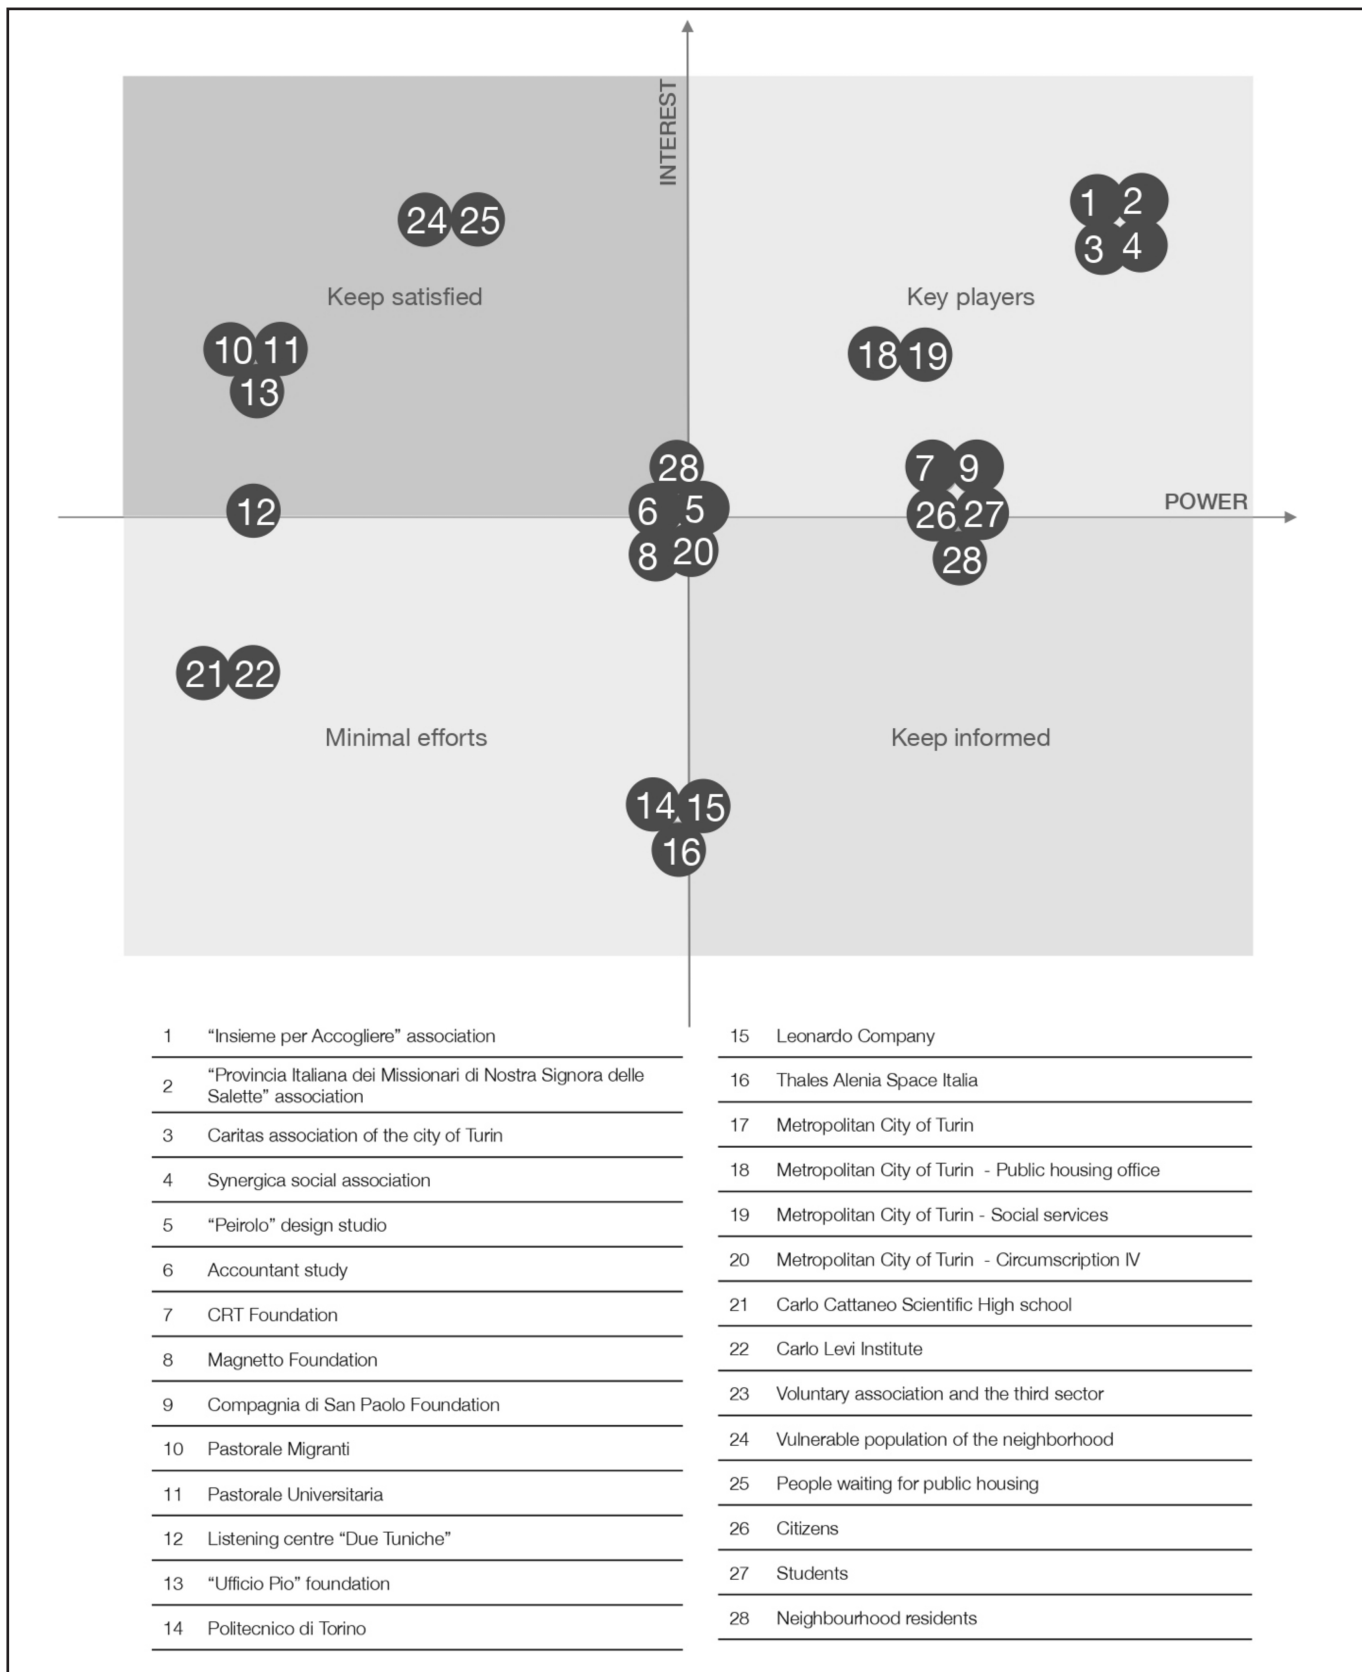 INTEREST
24 25
1 2
3 4
Keep satisfied
Key players
10 11
13
18 19
28
7 9
12
6 5
26 27
POWER
8 20
28
21 22
Minimal efforts
Keep informed
14 15
16
1 “Insieme per Accogliere” association
2 “Provincia Italiana dei Missionari di Nostra Signora delle
Salette” association
3 Caritas association of the city of Turin
4 Synergica social association
5 “Peirolo” design studio
6 Accountant study
7 CRT Foundation
8 Magnetto Foundation
9 Compagnia di San Paolo Foundation
10 Pastorale Migranti
11 Pastorale Universitaria
12 Listening centre “Due Tuniche”
13 “Ufficio Pio” foundation
14 Politecnico di Torino
15 Leonardo Company
16 Thales Alenia Space Italia
17 Metropolitan City of Turin
18 Metropolitan City of Turin - Public housing office
19 Metropolitan City of Turin - Social services
20 Metropolitan City of Turin - Circumscription IV
21 Carlo Cattaneo Scientific High school
22 Carlo Levi Institute
23 Voluntary association and the third sector
24 Vulnerable population of the neighborhood
25 People waiting for public housing
26 Citizens
27 Students
28 Neighbourhood residents